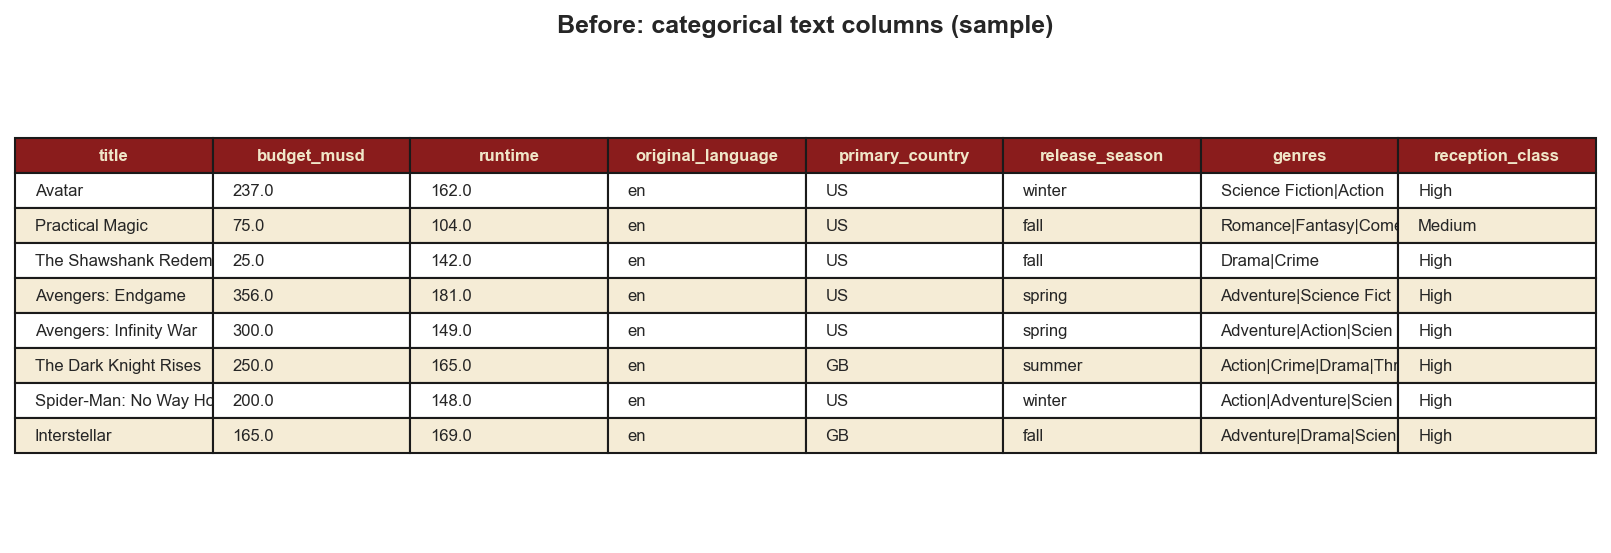 Before: categorical text columns (sample)
title budget_musd runtime original_language primary_country release_season genres reception_class
Avatar 237.0 162.0 en US winter Science Fiction|Action High
Practical Magic 75.0 104.0 en US fall Romance|Fantasy|Come Medium
The Shawshank Redem 25.0 142.0 en US fall Drama|Crime High
Avengers: Endgame 356.0 181.0 en US spring Adventure|Science Fict High
Avengers: Infinity War 300.0 149.0 en US spring Adventure|Action|Scien High
The Dark Knight Rises 250.0 165.0 en GB summer Action|Crime|Drama|Thr High
Spider-Man: No Way Ho 200.0 148.0 en US winter Action|Adventure|Scien High
Interstellar 165.0 169.0 en GB fall Adventure|Drama|Scien High